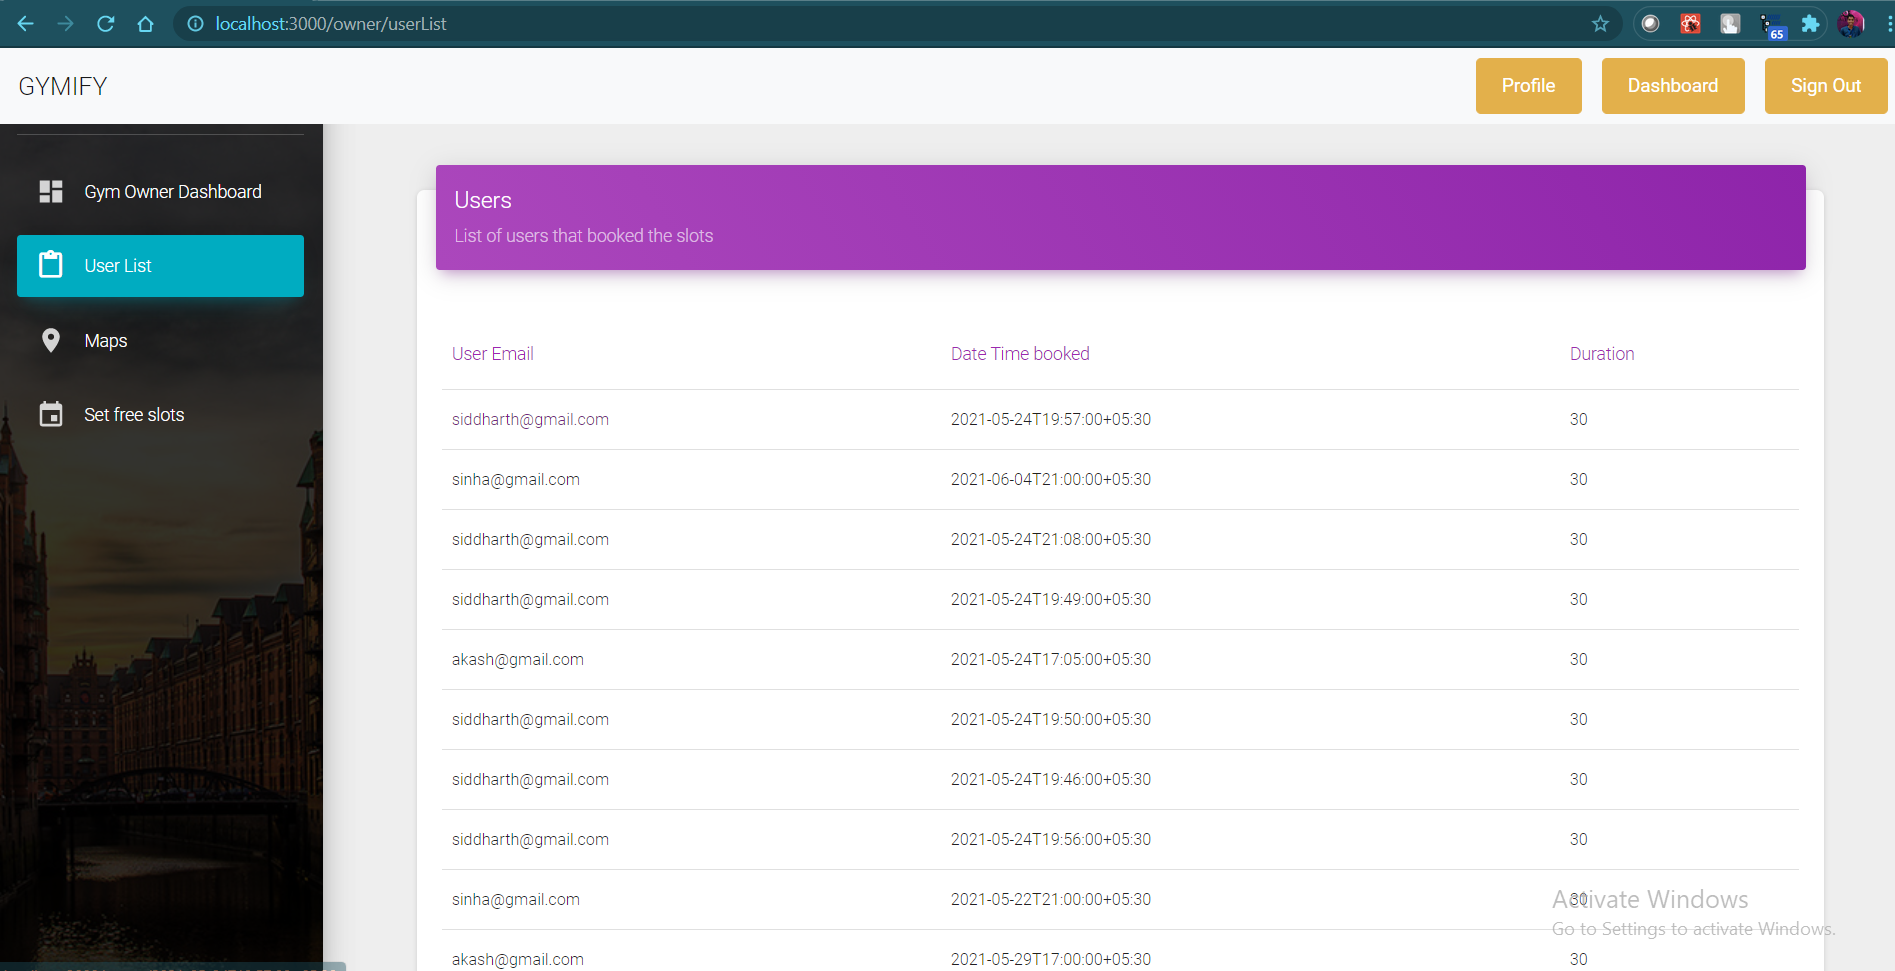 localhost:3000/owner/userList
65
GYMIFY
Profile
Dashboard
Sign Out
Gym Owner Dashboard
User List
Maps
Set free slots
Users
List of users that booked the slots
User Email Date Time booked Duration
siddharth@gmail.com 2021-05-24T19:57:00+05:30 30
sinha@gmail.com 2021-06-04T21:00:00+05:30 30
siddharth@gmail.com 2021-05-24T21:08:00+05:30 30
siddharth@gmail.com 2021-05-24T19:49:00+05:30 30
akash@gmail.com 2021-05-24T17:05:00+05:30 30
siddharth@gmail.com 2021-05-24T19:50:00+05:30 30
siddharth@gmail.com 2021-05-24T19:46:00+05:30 30
siddharth@gmail.com 2021-05-24T19:56:00+05:30 30
sinha@gmail.com 2021-05-22T21:00:00+05:30 30
akash@gmail.com 2021-05-29T17:00:00+05:30 30
Activate Windows
Go to Settings to activate Windows.